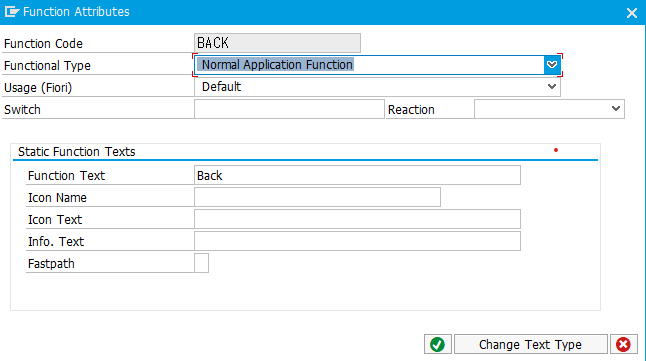 Function Attributes
Function Code BACK
Functional Type Normal Application Function
Usage (Fiori) Default
Switch Reaction
Static Function Texts
Function Text Back
Icon Name
Icon Text
Info. Text
Fastpath
Change Text Type